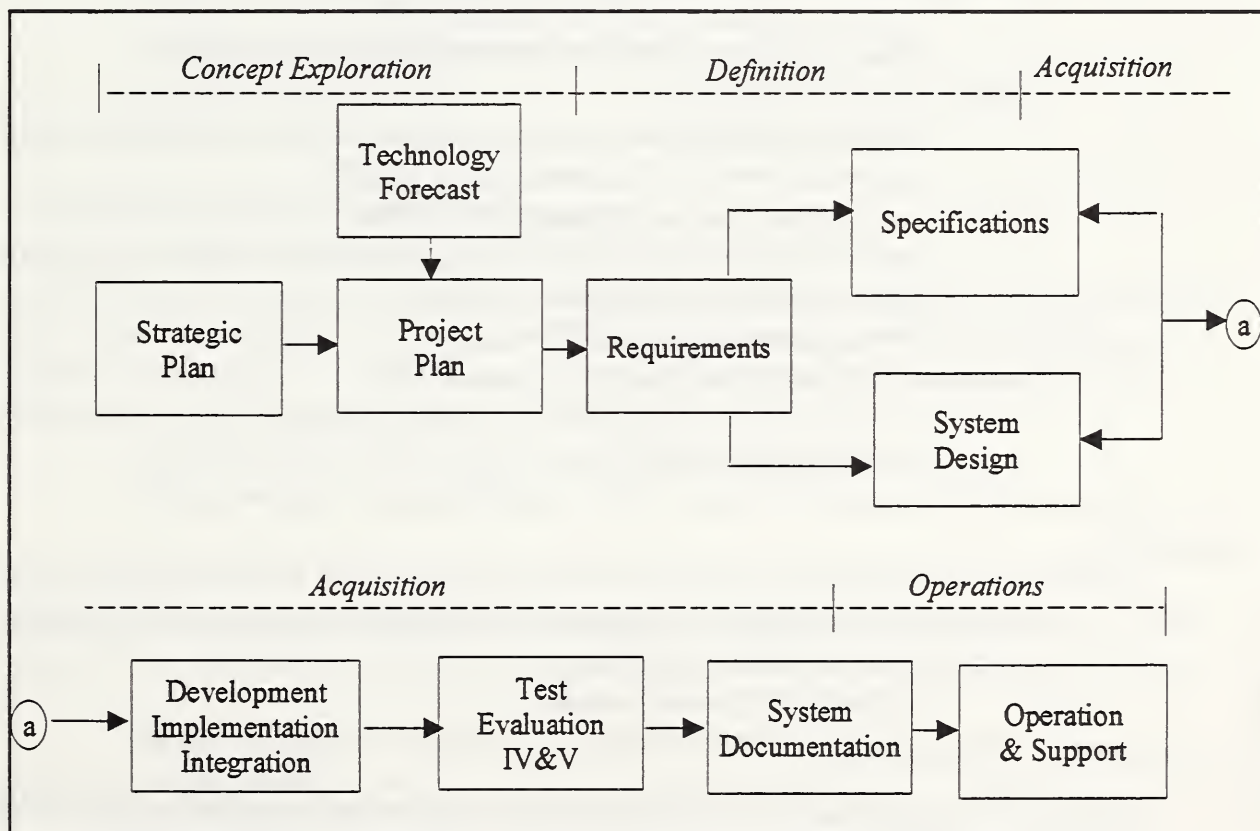 Concept Exploration
Definition
Acquisition
Technology
Forecast
Specifications
Strategic
Plan
Project
Plan
Requirements
a
System
Design
Acquisition
Operations
a
Development
Implementation
Integration
Test
Evaluation
IV&V
System
Documentation
Operation
& Support